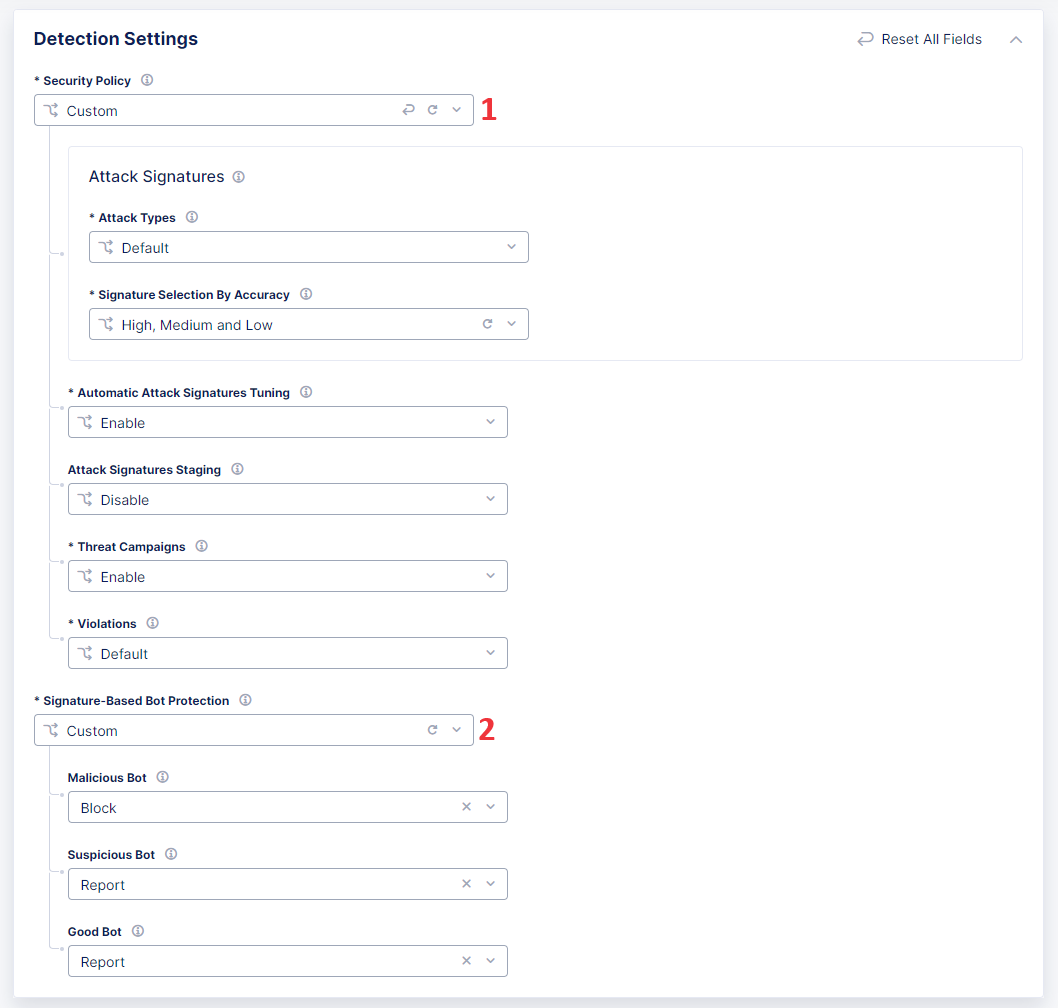 Detection Settings
Reset All Fields
* Security Policy
Custom
1
Attack Signatures
* Attack Types
Default
* Signature Selection By Accuracy
High, Medium and Low
* Automatic Attack Signatures Tuning
Enable
Attack Signatures Staging
Disable
* Threat Campaigns
Enable
* Violations
Default
* Signature-Based Bot Protection
Custom
2
Malicious Bot
Block
Suspicious Bot
Report
Good Bot
Report